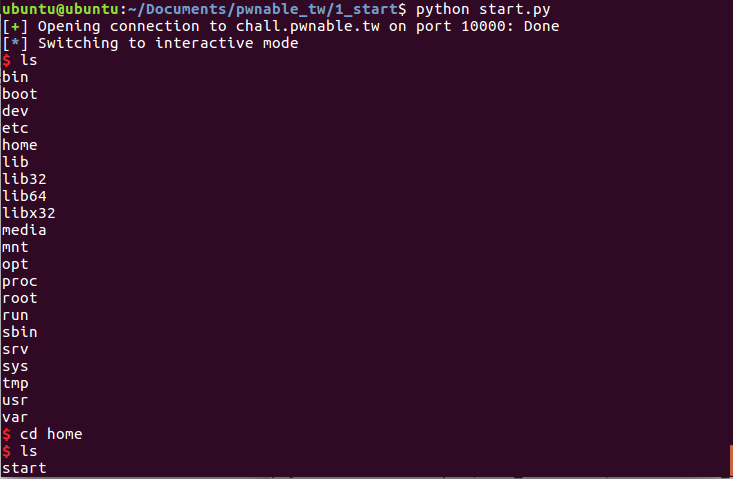 ubuntu@ubuntu:~/Documents/pwnable_tw/1_start$ python start.py
[+] Opening connection to chall.pwnable.tw on port 10000: Done
[*] Switching to interactive mode
$ ls
bin
boot
dev
etc
home
lib
lib32
lib64
libx32
media
mnt
opt
proc
root
run
sbin
srv
sys
tmp
usr
var
$ cd home
$ ls
start